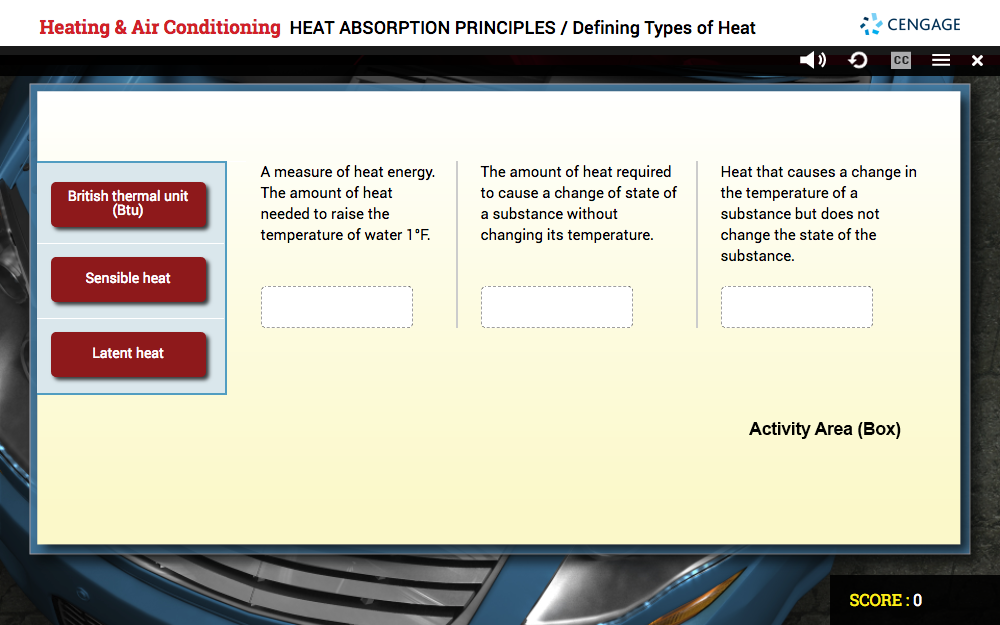 Heating & Air Conditioning HEAT ABSORPTION PRINCIPLES / Defining Types of Heat
CENGAGE
CC
British thermal unit
(Btu)
Sensible heat
Latent heat
A measure of heat energy.
The amount of heat
needed to raise the
temperature of water 1°F.
The amount of heat required
to cause a change of state of
a substance without
changing its temperature.
Heat that causes a change in
the temperature of a
substance but does not
change the state of the
substance.
Activity Area (Box)
SCORE : 0